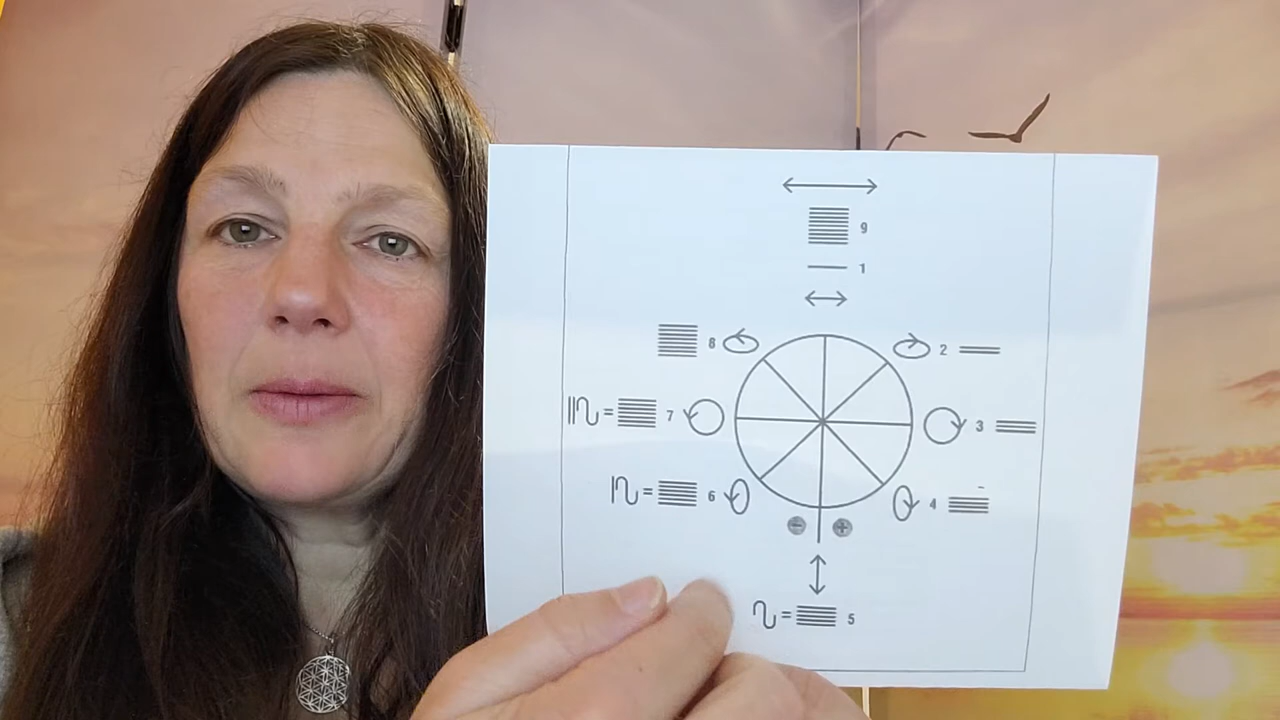 9
1
8 2
= 7 3
= 6 4
- +
= 5